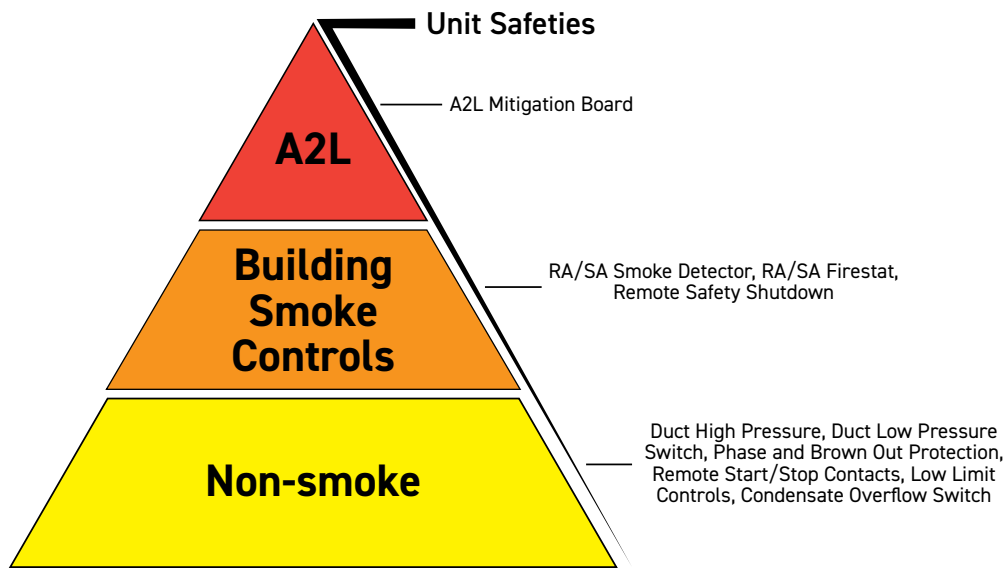 Unit Safeties
A2L Mitigation Board
A2L
Building
Smoke
Controls
RA/SA Smoke Detector, RA/SA Firestat,
Remote Safety Shutdown
Non-smoke
Duct High Pressure, Duct Low Pressure
Switch, Phase and Brown Out Protection,
Remote Start/Stop Contacts, Low Limit
Controls, Condensate Overflow Switch